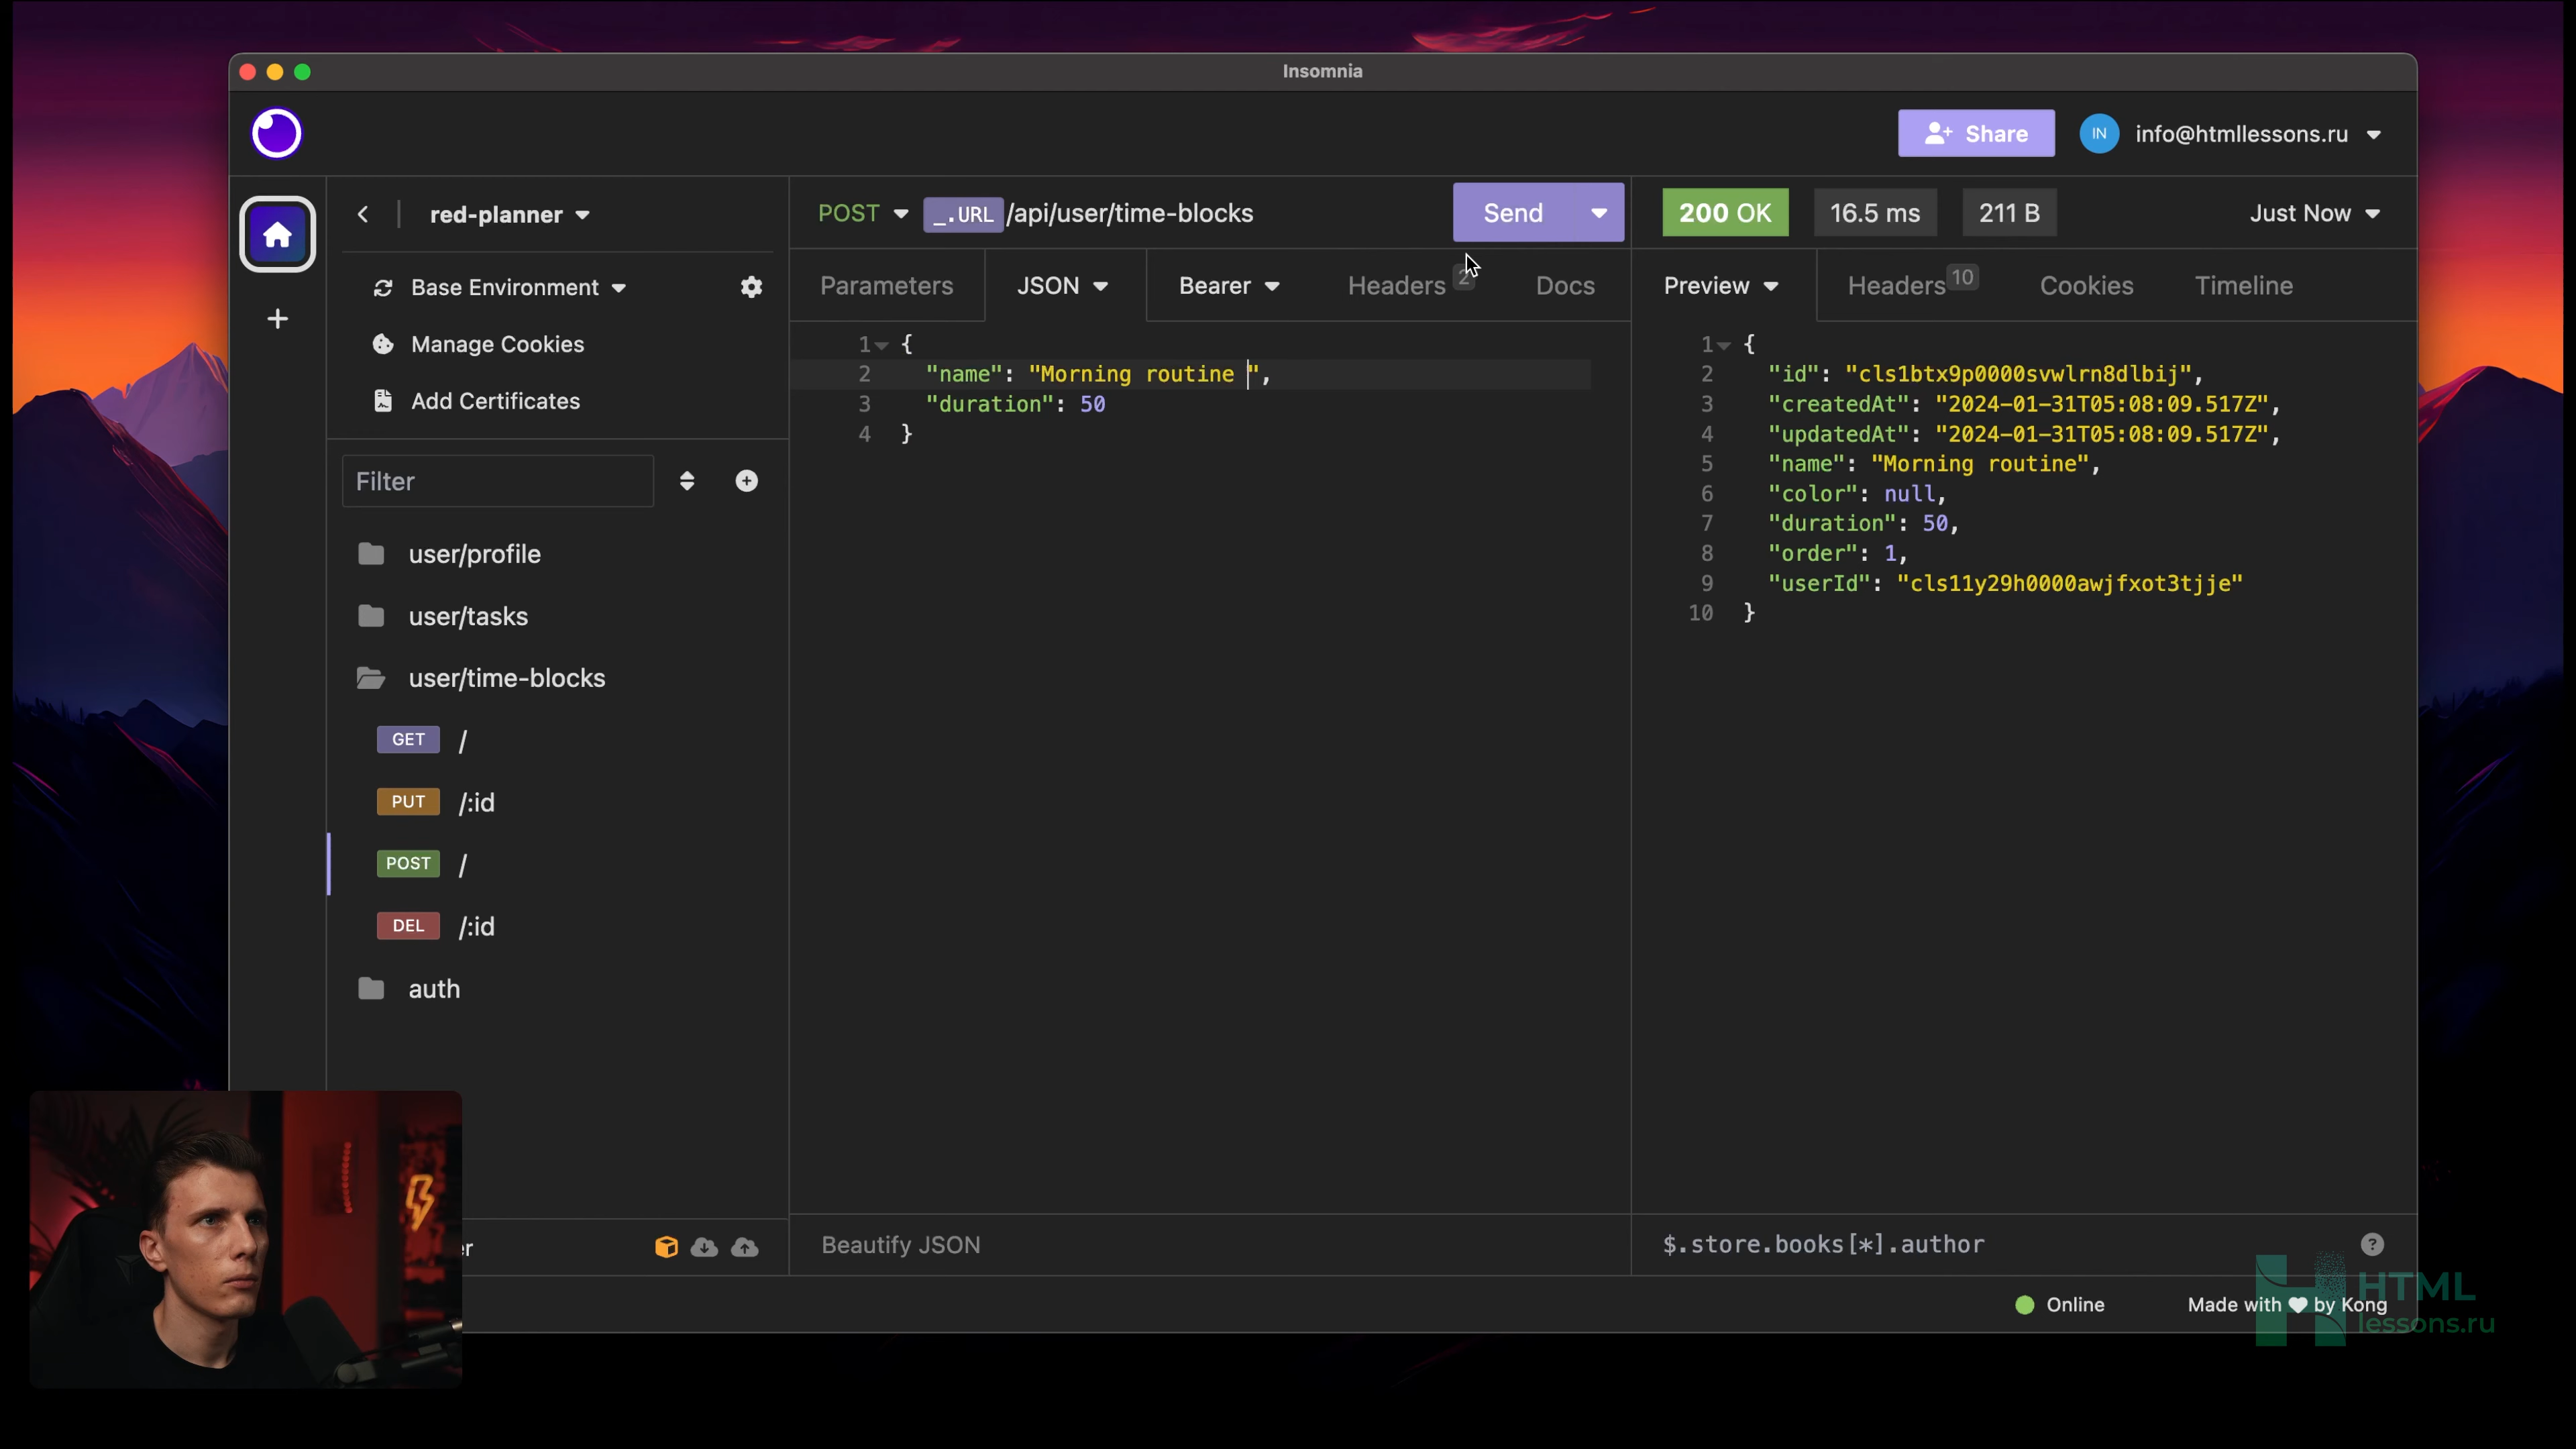 Insomnia
Share
IN
info@htmllessons.ru
red-planner
Base Environment
Manage Cookies
Add Certificates
Filter
user/profile
user/tasks
user/time-blocks
GET /
PUT /:id
POST /
DEL /:id
auth
er
POST
_.URL /api/user/time-blocks
Send
Parameters
JSON
Bearer
Headers 2
Docs
1 {
2 "name": "Morning routine ",
3 "duration": 50
4 }
Beautify JSON
200 OK
16.5 ms
211 B
Just Now
Preview
Headers 10
Cookies
Timeline
1 {
2 "id": "cls1btx9p0000svwlrn8dlbij",
3 "createdAt": "2024-01-31T05:08:09.517Z",
4 "updatedAt": "2024-01-31T05:08:09.517Z",
5 "name": "Morning routine",
6 "color": null,
7 "duration": 50,
8 "order": 1,
9 "userId": "cls11y29h0000awjfxot3tjje"
10 }
$.store.books[*].author
?
Online
Made with ♥ by Kong
HTML
lessons.ru